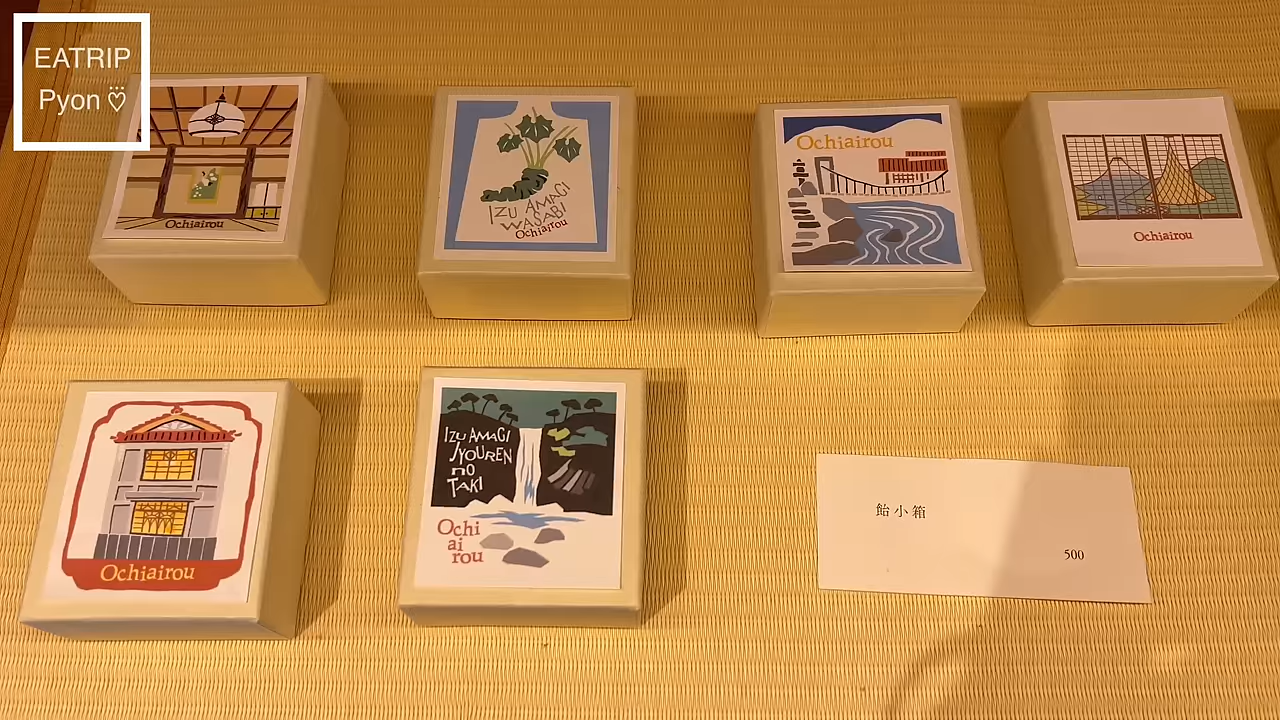 EATRIP
Pyon
Ochiairou
IZU AMAGI
WASABI
Ochiairou
Ochiairou
Ochiairou
Ochiairou
IZU AMAGI
JYOUREN
no
TAKI
Ochi
ai
rou
飴小箱
500